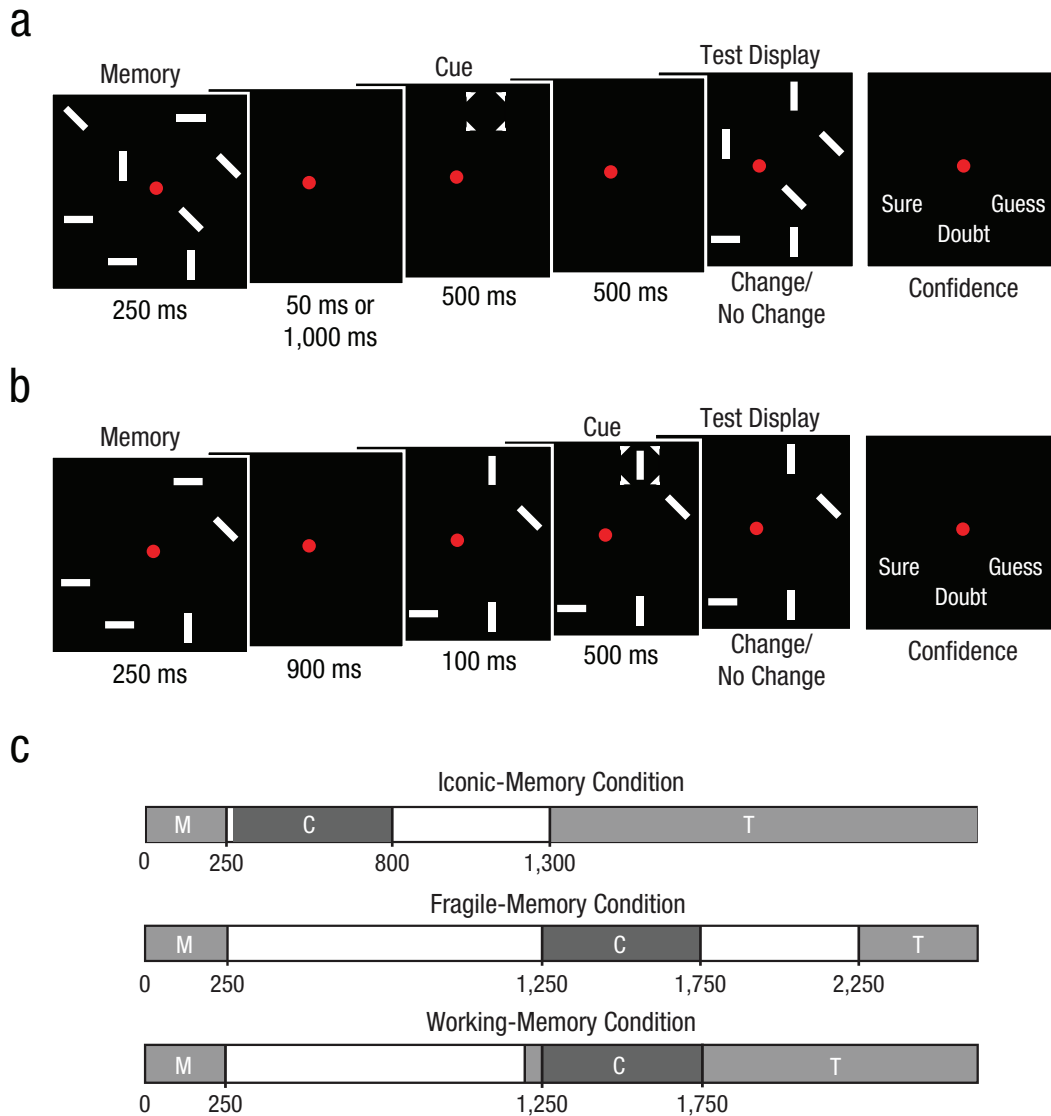 a
Memory
Cue
Test Display
Sure
Guess
Doubt
250 ms
50 ms or
1,000 ms
500 ms
500 ms
Change/
No Change
Confidence
b
Memory
Cue
Test Display
Sure
Guess
Doubt
250 ms
900 ms
100 ms
500 ms
Change/
No Change
Confidence
c
Iconic-Memory Condition
M C T
0 250 800 1,300
Fragile-Memory Condition
M C T
0 250 1,250 1,750 2,250
Working-Memory Condition
M C T
0 250 1,250 1,750